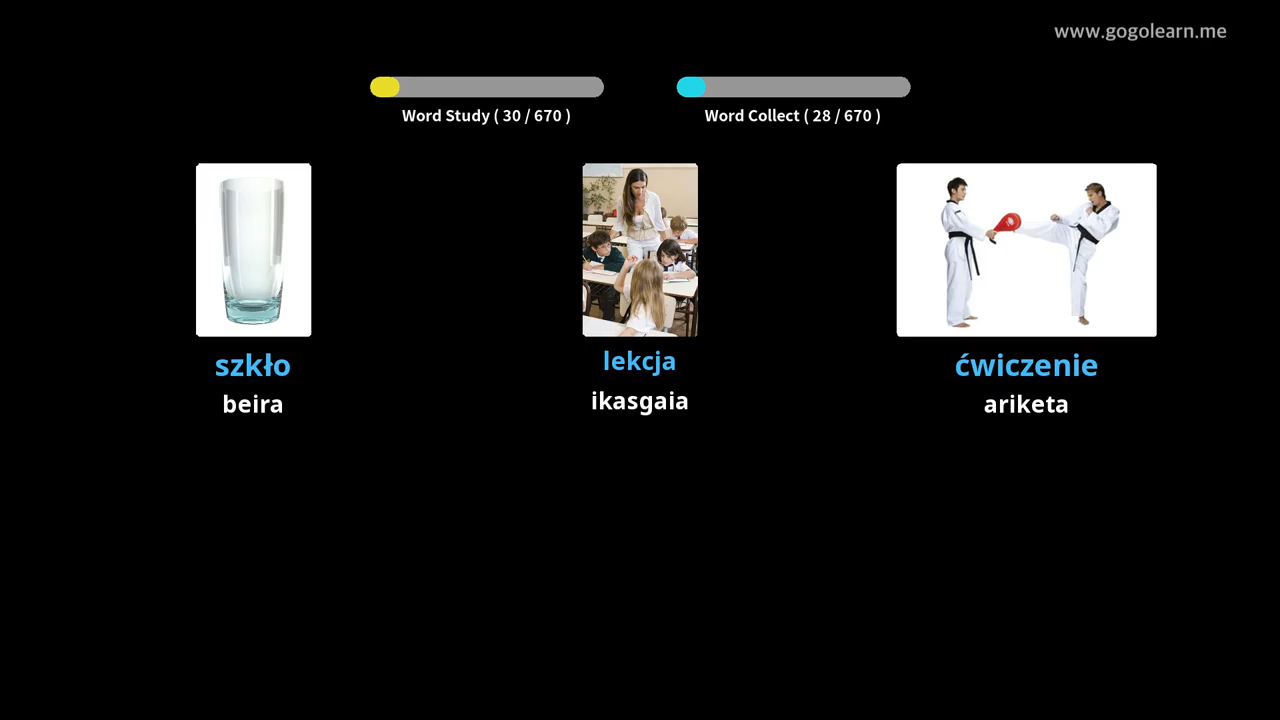 www.gogolearn.me
Word Study ( 30 / 670 )
Word Collect ( 28 / 670 )
szkło
beira
lekcja
ikasgaia
ćwiczenie
ariketa